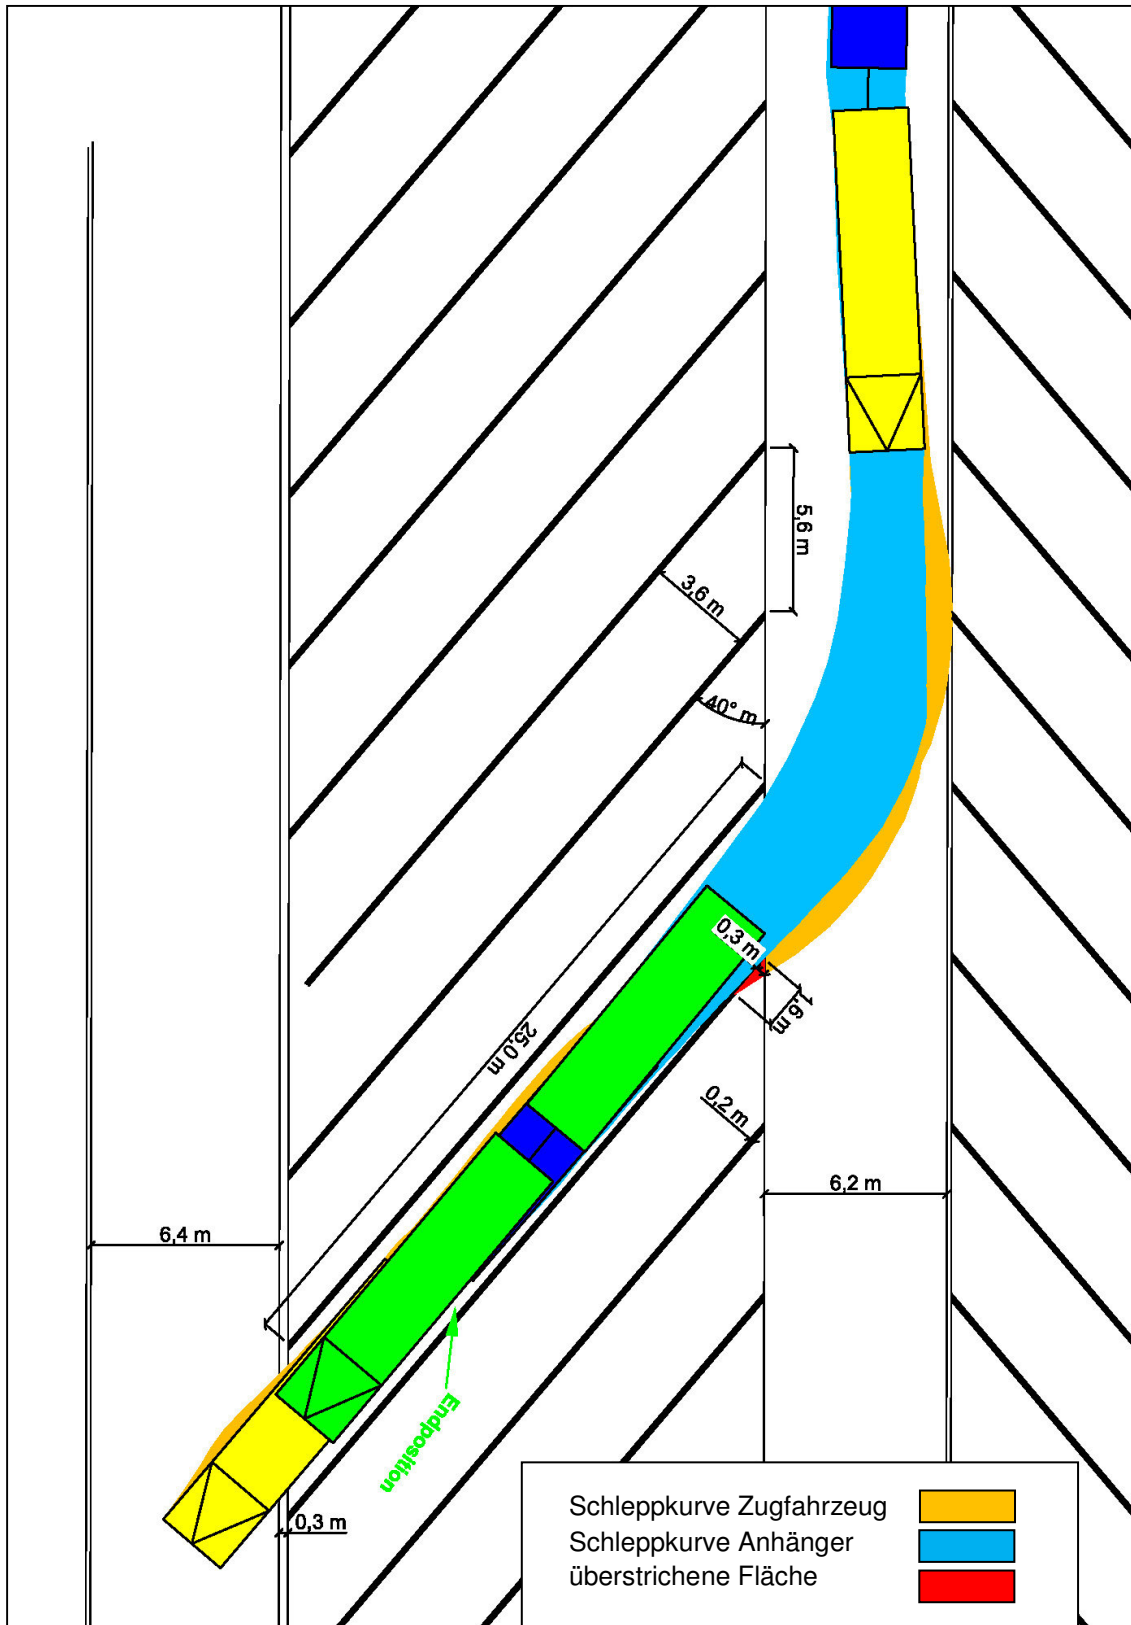 5,6 m
3,6 m
40° m
0,3 m
1,6 m
25,0 m
0,2 m
6,2 m
6,4 m
Endposition
0,3 m
Schleppkurve Zugfahrzeug
Schleppkurve Anhänger
überstrichene Fläche